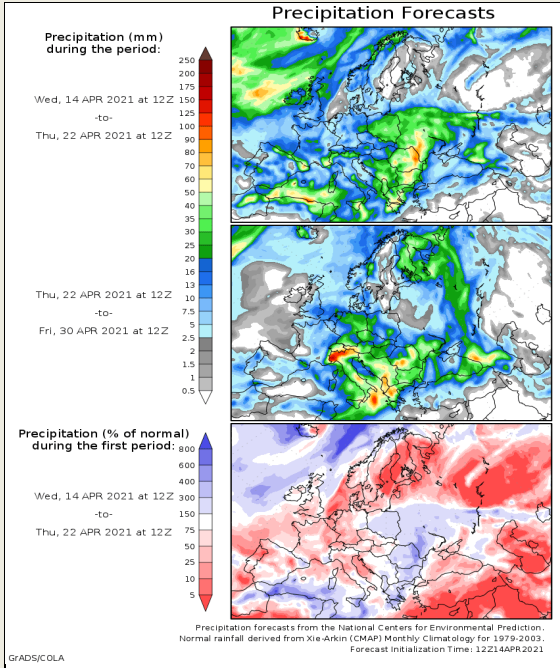 Precipitation Forecasts
Precipitation (mm)
during the period:
Wed, 14 APR 2021 at 12Z
-to-
Thu, 22 APR 2021 at 12Z
250
200
175
150
125
100
90
80
70
60
50
40
35
30
25
20
16
13
10
7.5
5
2.5
2
1.5
1
0.5
Thu, 22 APR 2021 at 12Z
-to-
Fri, 30 APR 2021 at 12Z
Precipitation (% of normal)
during the first period:
Wed, 14 APR 2021 at 12Z
-to-
Thu, 22 APR 2021 at 12Z
800
600
400
300
150
75
50
25
10
5
Precipitation forecasts from the National Centers for Environmental Prediction.
Normal rainfall derived from Xie-Arkin (CMAP) Monthly Climatology for 1979-2003.
Forecast Initialization Time: 12Z14APR2021
GrADS/COLA